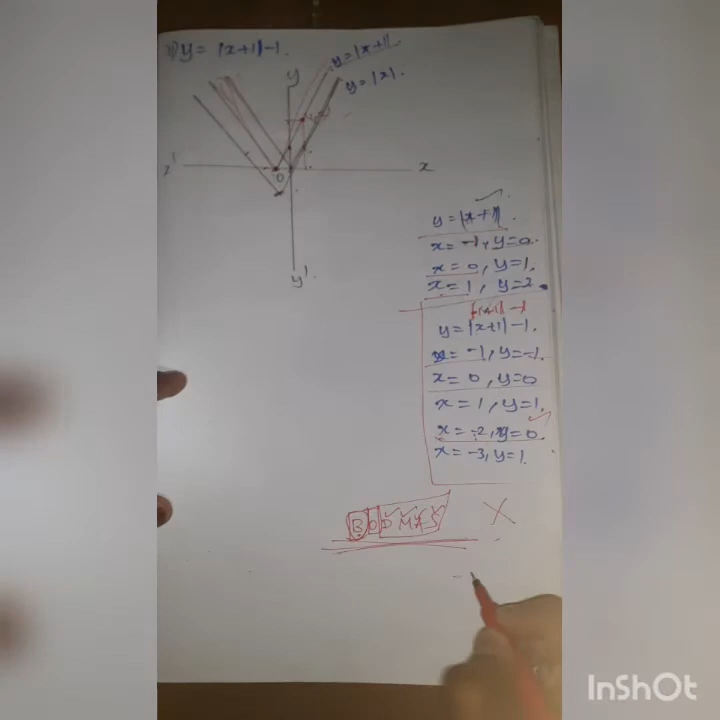 ii) y = |x+1|-1.
y = |x+1|
y = |x|.
y
x'
O
x
y'
y = |x+1|.
x = -1, y=0.
x = 0, y=1.
x = 1, y=2.
y = |x+1|-1.
x = -1, y=-1.
x = 0, y=0
x = 1, y=1.
x = -2, y=0.
x = -3, y=1.
BODMAS
InShOt